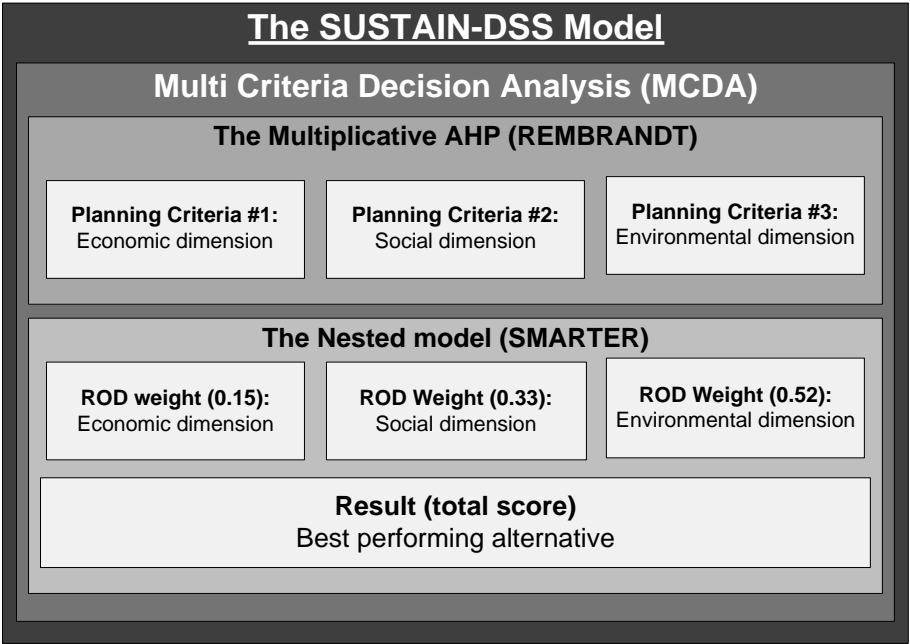 The SUSTAIN-DSS Model
Multi Criteria Decision Analysis (MCDA)
The Multiplicative AHP (REMBRANDT)
Planning Criteria #1:
Economic dimension
Planning Criteria #2:
Social dimension
Planning Criteria #3:
Environmental dimension
The Nested model (SMARTER)
ROD weight (0.15):
Economic dimension
ROD Weight (0.33):
Social dimension
ROD Weight (0.52):
Environmental dimension
Result (total score)
Best performing alternative